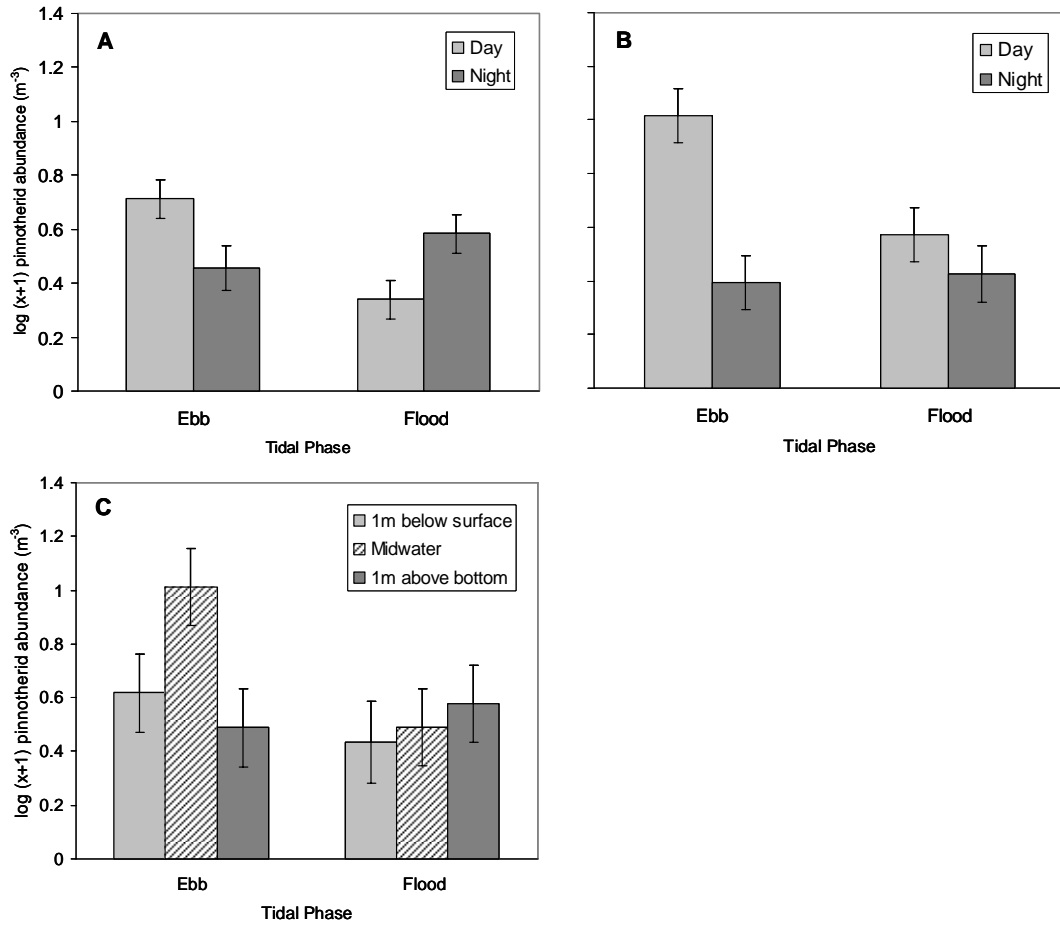 A
Day
Night
log (x+1) pinnotherid abundance (m-3)
1.4
1.2
1
0.8
0.6
0.4
0.2
0
Ebb
Flood
Tidal Phase
B
Day
Night
Ebb
Flood
Tidal Phase
C
1m below surface
Midwater
1m above bottom
log (x+1) pinnotherid abundance (m-3)
1.4
1.2
1
0.8
0.6
0.4
0.2
0
Ebb
Flood
Tidal Phase